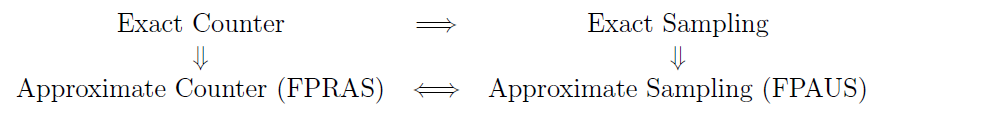 Exact Counter ⟹ Exact Sampling
⇓ ⇓
Approximate Counter (FPRAS) ⟺ Approximate Sampling (FPAUS)